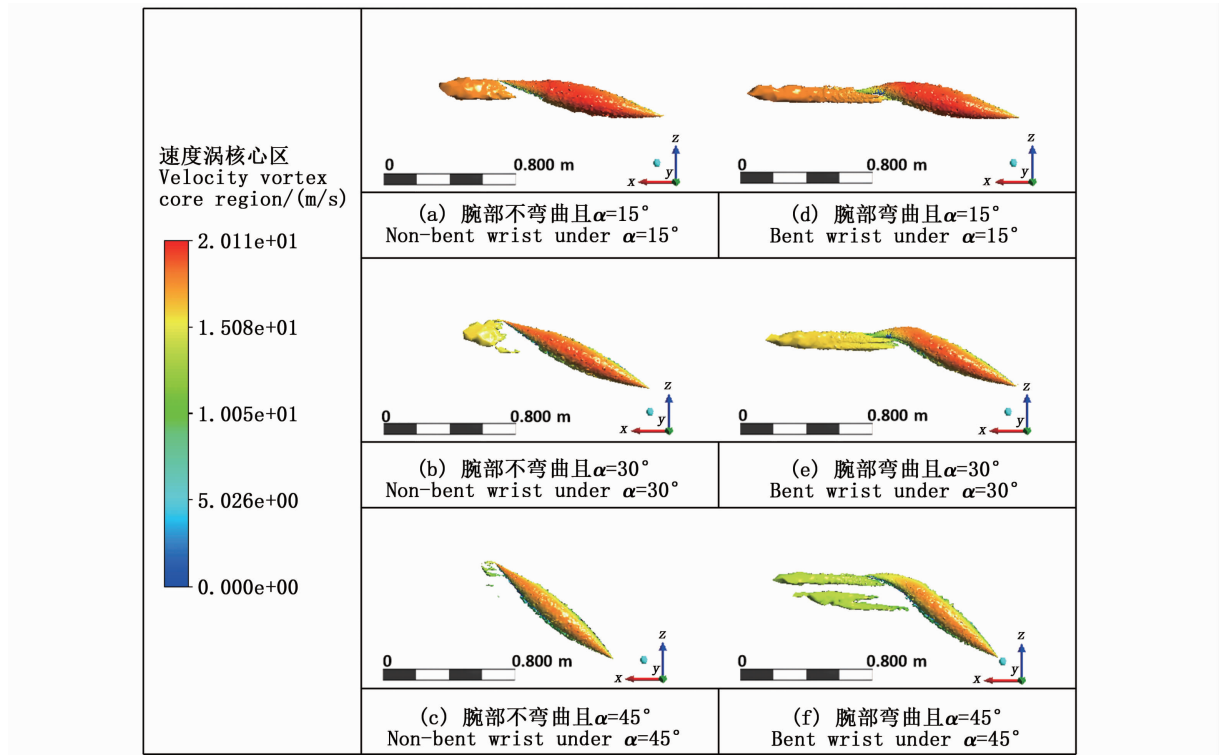 速度涡核心区
Velocity vortex
core region/(m/s)
2.011e+01
1.508e+01
1.005e+01
5.026e+00
0.000e+00
0 0.800 m
z
y
x
(a) 腕部不弯曲且α=15°
Non-bent wrist under α=15°
0 0.800 m
z
y
x
(d) 腕部弯曲且α=15°
Bent wrist under α=15°
0 0.800 m
z
y
x
(b) 腕部不弯曲且α=30°
Non-bent wrist under α=30°
0 0.800 m
z
y
x
(e) 腕部弯曲且α=30°
Bent wrist under α=30°
0 0.800 m
z
y
x
(c) 腕部不弯曲且α=45°
Non-bent wrist under α=45°
0 0.800 m
z
y
x
(f) 腕部弯曲且α=45°
Bent wrist under α=45°